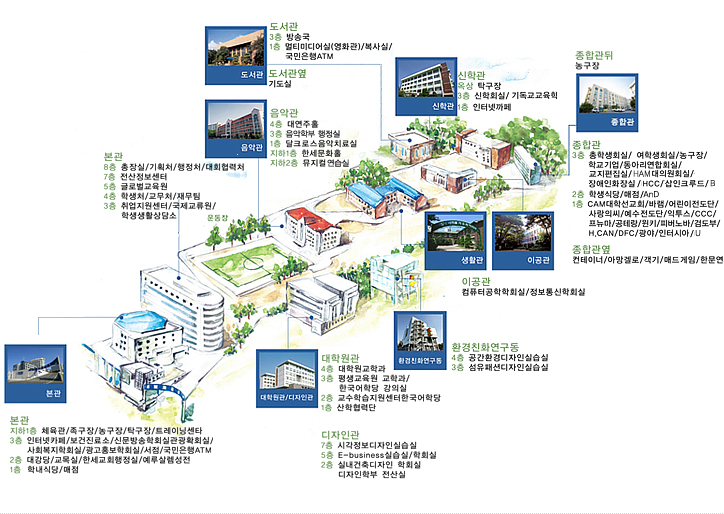 도서관
3층 방송국
1층 멀티미디어실(영화관)/복사실/
국민은행ATM
도서관옆
기도실
도서관
신학관
옥상 탁구장
3층 신학회실/ 기독교교육학
1층 인터넷까페
신학관
종합관뒤
농구장
종합관
종합관
3층 총학생회실/ 여학생회실/농구장/
학교기업/동아리연합회실/
교지편집실/HAM대의원회실/
장애인화장실/HCC/삽인크루드/B
2층 학생식당/매점/AnD
1층 CAM대학선교회/바램/어린이전도단/
사랑의씨/예수전도단/익투스/CCC/
프뉴마/공테랑/뮌키/피버노바/검도부/
H,CAN/DFC/광야/인터시아/U
종합관옆
컨테이너/아망겔로/객기/매드게임/한문연
음악관
4층 대연주홀
3층 음악학부 행정실
1층 달크로스음악치료실
지하1층 한세문화홀
지하2층 뮤지컬연습실
음악관
본관
8층 총장실/기획처/행정처/대회협력처
7층 전산정보센터
5층 글로벌교육원
4층 학생처/교무처/재무팀
3층 취업지원센터/국제교류원/
학생생활상담소
운동장
생활관
이공관
이공관
컴퓨터공학학회실/정보통신학회실
환경친화연구동
환경친화연구동
4층 공간환경디자인실습실
3층 섬유패션디자인실습실
대학원관/디자인관
대학원관
4층 대학원교학과
3층 평생교육원 교학과/
한국어학당 강의실
2층 교수학습지원센터한국어학당
1층 산학협력단
디자인관
7층 시각정보디자인실습실
5층 E-business실습실/학회실
2층 실내건축디자인 학회실
디자인학부 전산실
본관
본관
지하1층 체육관/족구장/농구장/탁구장/트레이닝센타
3층 인터넷카페/보건진료소/신문방송학회실관광확회실/
사회복지학회실/광고홍보학회실/서점/국민은행ATM
2층 대강당/교목실/한세교회행정실/예루살렘성전
1층 학내식당/매점